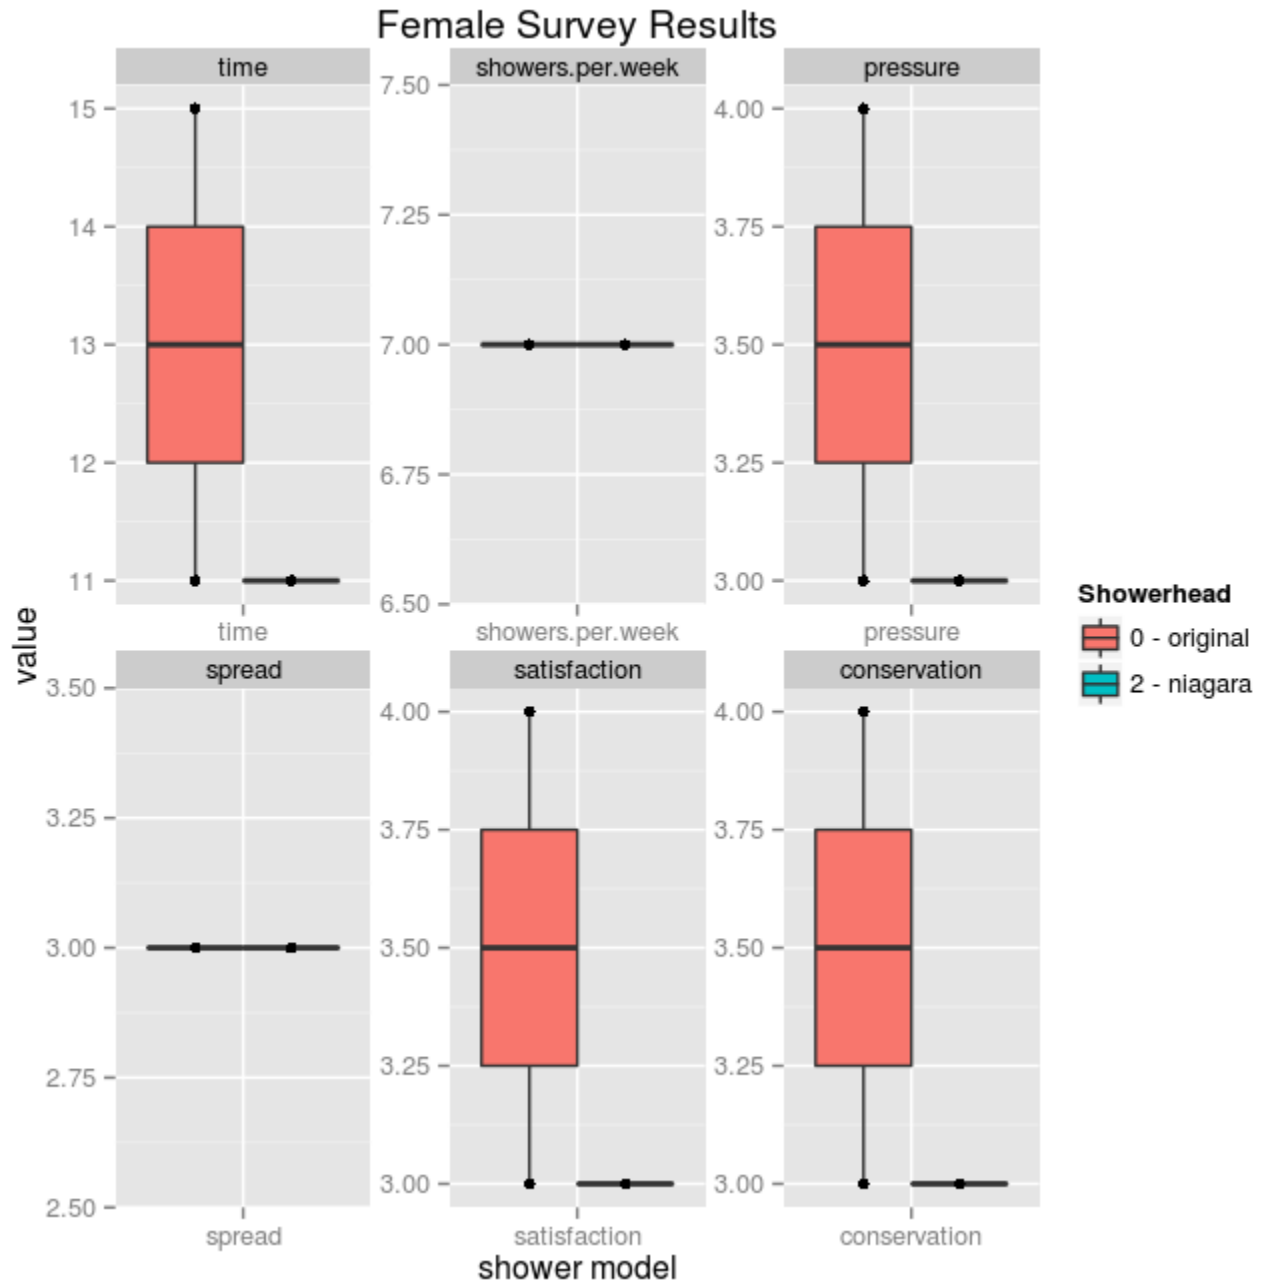 Female Survey Results
time
showers.per.week
pressure
15
14
13
12
11
7.50
7.25
7.00
6.75
6.50
4.00
3.75
3.50
3.25
3.00
time
showers.per.week
pressure
value
spread
satisfaction
conservation
3.50
3.25
3.00
2.75
2.50
4.00
3.75
3.50
3.25
3.00
4.00
3.75
3.50
3.25
3.00
spread
satisfaction
conservation
shower model
Showerhead
0 - original
2 - niagara